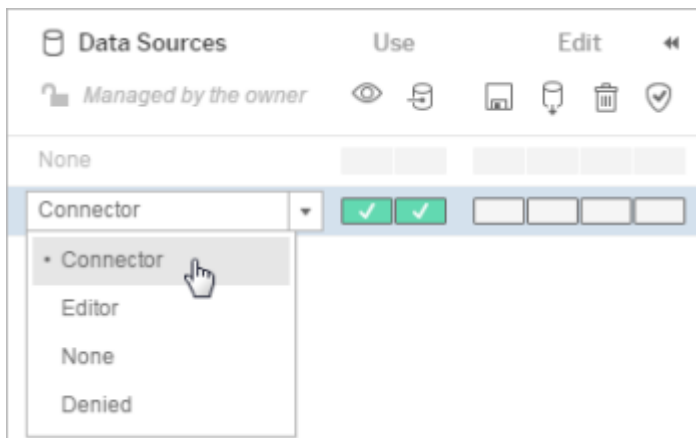 Data Sources Use Edit
Managed by the owner
None
Connector
• Connector
Editor
None
Denied